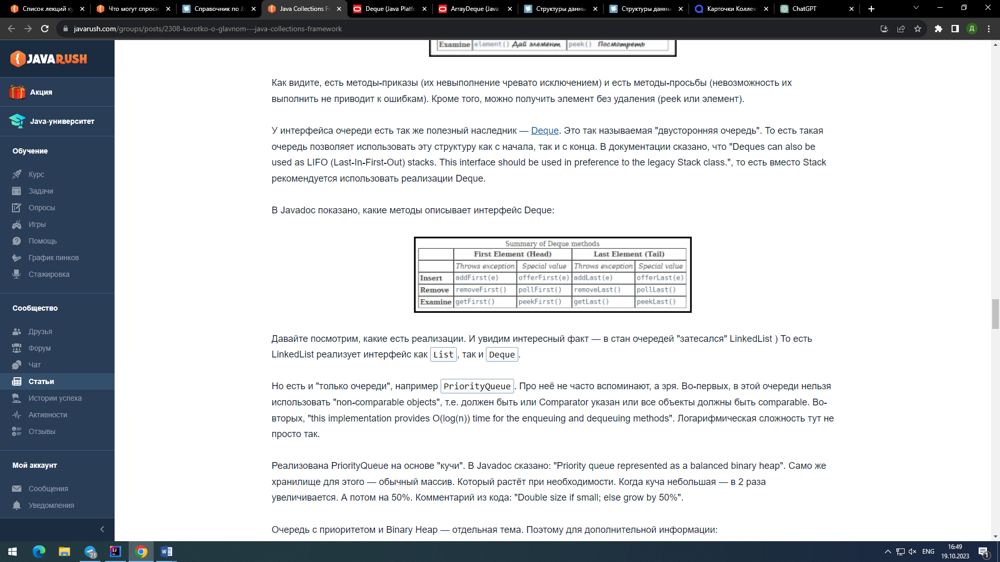 Список лекций ку
Что могут спроси
Справочник по Ja
Java Collections Fr
Deque (Java Platfo
ArrayDeque (Java
Структуры данны
Структуры данны
Карточки Коллек
ChatGPT
javarush.com/groups/posts/2308-korotko-o-glavnom---java-collections-framework
Д
JAVARUSH
Акция
Java-университет
Обучение
Курс
Задачи
Опросы
Игры
Помощь
График пинков
Стажировка
Сообщество
Друзья
Форум
Чат
Статьи
Истории успеха
Активности
Отзывы
Мой аккаунт
Сообщения
Уведомления
Examine element() Дай элемент peek() Посмотреть
Как видите, есть методы-приказы (их невыполнение чревато исключением) и есть методы-просьбы (невозможность их
выполнить не приводит к ошибкам). Кроме того, можно получить элемент без удаления (peek или элемент).
У интерфейса очереди есть так же полезный наследник — Deque. Это так называемая "двусторонняя очередь". То есть такая
очередь позволяет использовать эту структуру как с начала, так и с конца. В документации сказано, что "Deques can also be
used as LIFO (Last-In-First-Out) stacks. This interface should be used in preference to the legacy Stack class.", то есть вместо Stack
рекомендуется использовать реализации Deque.
В Javadoc показано, какие методы описывает интерфейс Deque:
Summary of Deque methods
First Element (Head) Last Element (Tail)
Throws exception Special value Throws exception Special value
Insert addFirst(e) offerFirst(e) addLast(e) offerLast(e)
Remove removeFirst() pollFirst() removeLast() pollLast()
Examine getFirst() peekFirst() getLast() peekLast()
Давайте посмотрим, какие есть реализации. И увидим интересный факт — в стан очередей "затесался" LinkedList ) То есть
LinkedList реализует интерфейс как List, так и Deque.
Но есть и "только очереди", например PriorityQueue. Про неё не часто вспоминают, а зря. Во-первых, в этой очереди нельзя
использовать "non-comparable objects", т.е. должен быть или Comparator указан или все объекты должны быть comparable. Во-
вторых, "this implementation provides O(log(n)) time for the enqueuing and dequeuing methods". Логарифмическая сложность тут не
просто так.
Реализована PriorityQueue на основе "кучи". В Javadoc сказано: "Priority queue represented as a balanced binary heap". Само же
хранилище для этого — обычный массив. Который растёт при необходимости. Когда куча небольшая — в 2 раза
увеличивается. А потом на 50%. Комментарий из кода: "Double size if small; else grow by 50%".
Очередь с приоритетом и Binary Heap — отдельная тема. Поэтому для дополнительной информации:
71
ENG
16:49
19.10.2023
1